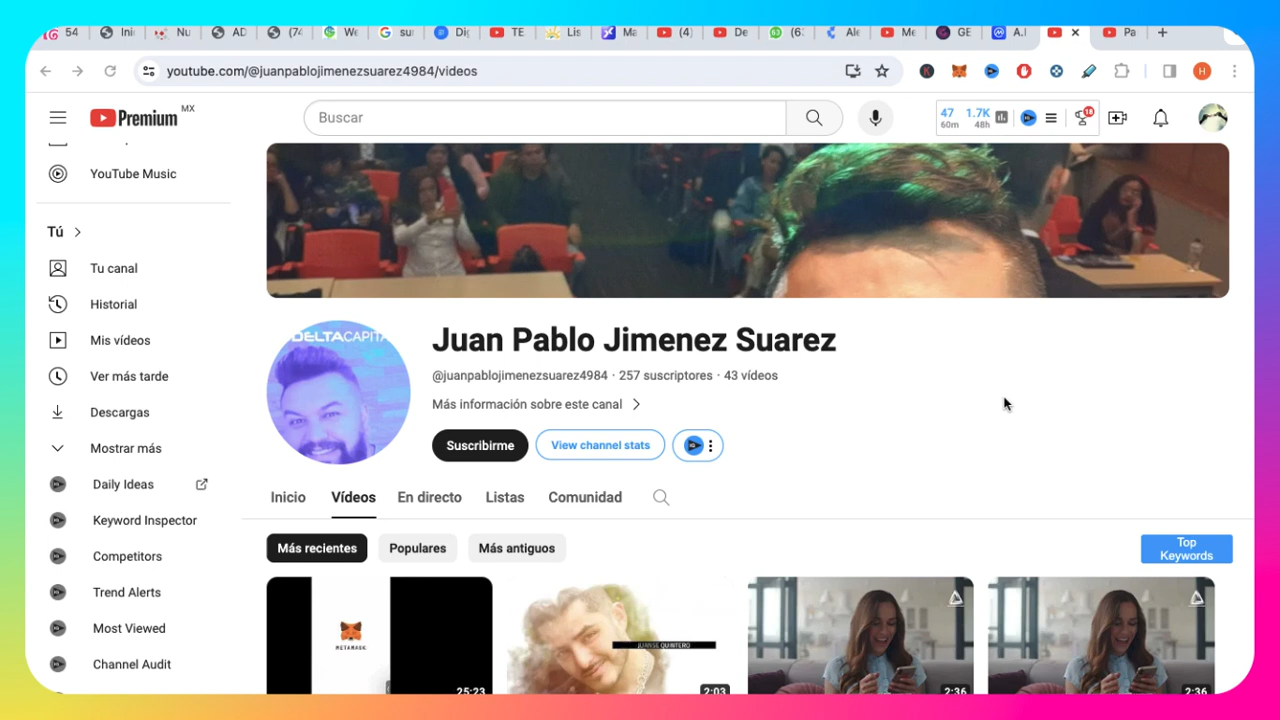 54 Ini Nu AD (74 We sur Dig TE Lis Ma (4) De (6: Ale Me GE A.I Pa
youtube.com/@juanpablojimenezsuarez4984/videos
H
Premium MX
Buscar
47 1.7K
60m 48h
18
YouTube Music
Tú
Tu canal
Historial
Mis vídeos
Ver más tarde
Descargas
Mostrar más
Daily Ideas
Keyword Inspector
Competitors
Trend Alerts
Most Viewed
Channel Audit
DELTACAPITA
Juan Pablo Jimenez Suarez
@juanpablojimenezsuarez4984 · 257 suscriptores · 43 vídeos
Más información sobre este canal
Suscribirme
View channel stats
Inicio
Vídeos
En directo
Listas
Comunidad
Más recientes
Populares
Más antiguos
Top
Keywords
METAMASK
25:23
JUANSE QUINTERO
2:03
2:36
2:36